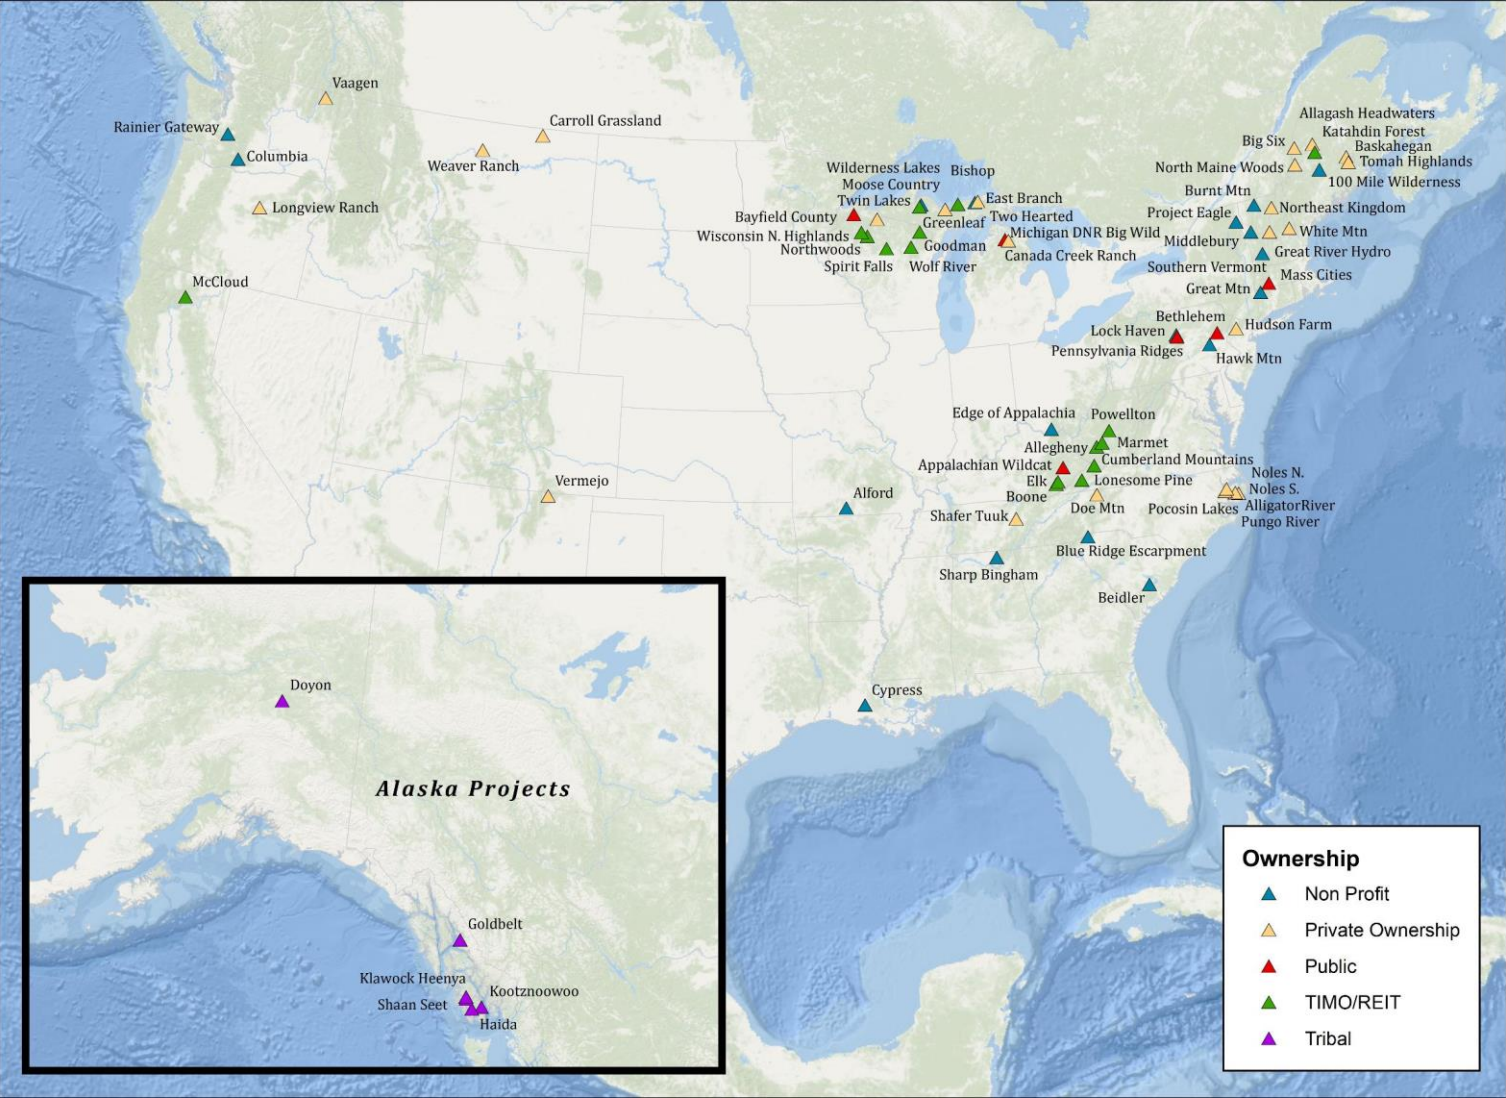 Vaagen
Rainier Gateway
Columbia
Longview Ranch
McCloud
Carroll Grassland
Weaver Ranch
Vermejo
Wilderness Lakes
Moose Country
Twin Lakes
Bishop
East Branch
Bayfield County
Wisconsin N. Highlands
Northwoods
Spirit Falls
Greenleaf
Goodman
Wolf River
Two Hearted
Michigan DNR Big Wild
Canada Creek Ranch
Allagash Headwaters
Katahdin Forest
Baskahegan
Big Six
Tomah Highlands
North Maine Woods
100 Mile Wilderness
Burnt Mtn
Northeast Kingdom
Project Eagle
White Mtn
Middlebury
Great River Hydro
Southern Vermont
Mass Cities
Great Mtn
Bethlehem
Hudson Farm
Lock Haven
Pennsylvania Ridges
Hawk Mtn
Edge of Appalachia
Powellton
Allegheny
Marmet
Appalachian Wildcat
Cumberland Mountains
Elk
Lonesome Pine
Boone
Doe Mtn
Noles N.
Noles S.
AlligatorRiver
Pocosin Lakes
Pungo River
Alford
Shafer Tuuk
Blue Ridge Escarpment
Sharp Bingham
Beidler
Cypress
Doyon
Alaska Projects
Goldbelt
Klawock Heenya
Kootznoowoo
Shaan Seet
Haida
Ownership
Non Profit
Private Ownership
Public
TIMO/REIT
Tribal